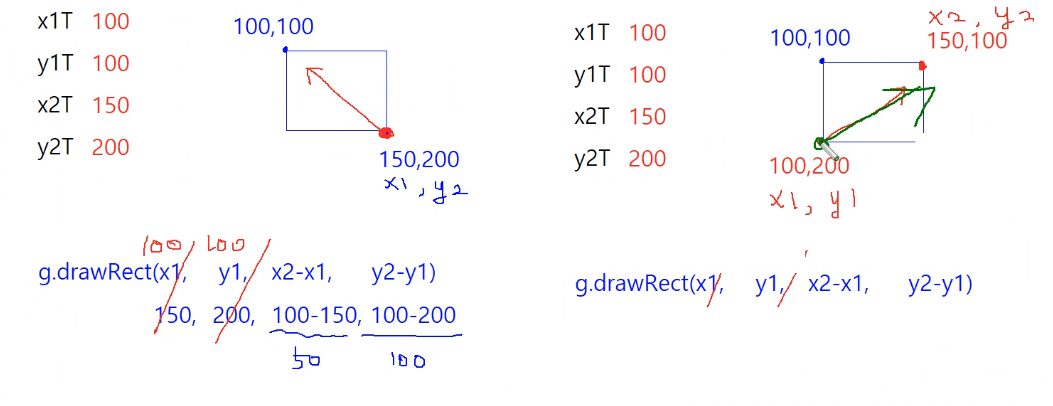 x1T 100
y1T 100
x2T 150
y2T 200
100,100
150,200
x1, y2
100, 100
g.drawRect(x1, y1, x2-x1, y2-y1)
150, 200, 100-150, 100-200
50 100
x1T 100
y1T 100
x2T 150
y2T 200
x2, y2
100,100
150,100
100,200
x1, y1
g.drawRect(x1, y1, x2-x1, y2-y1)